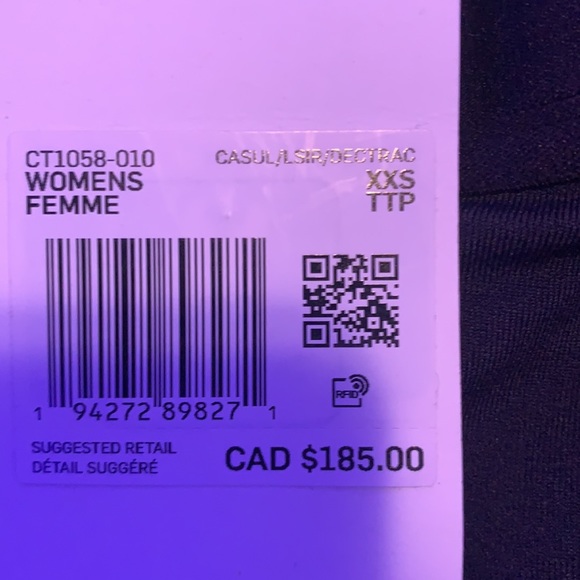 CT1058-010 CASUL/LSIR/DECTRAC
WOMENS XXS
FEMME TTP
RFID
1 94272 89827 1
SUGGESTED RETAIL
DÉTAIL SUGGÉRÉ
CAD $185.00